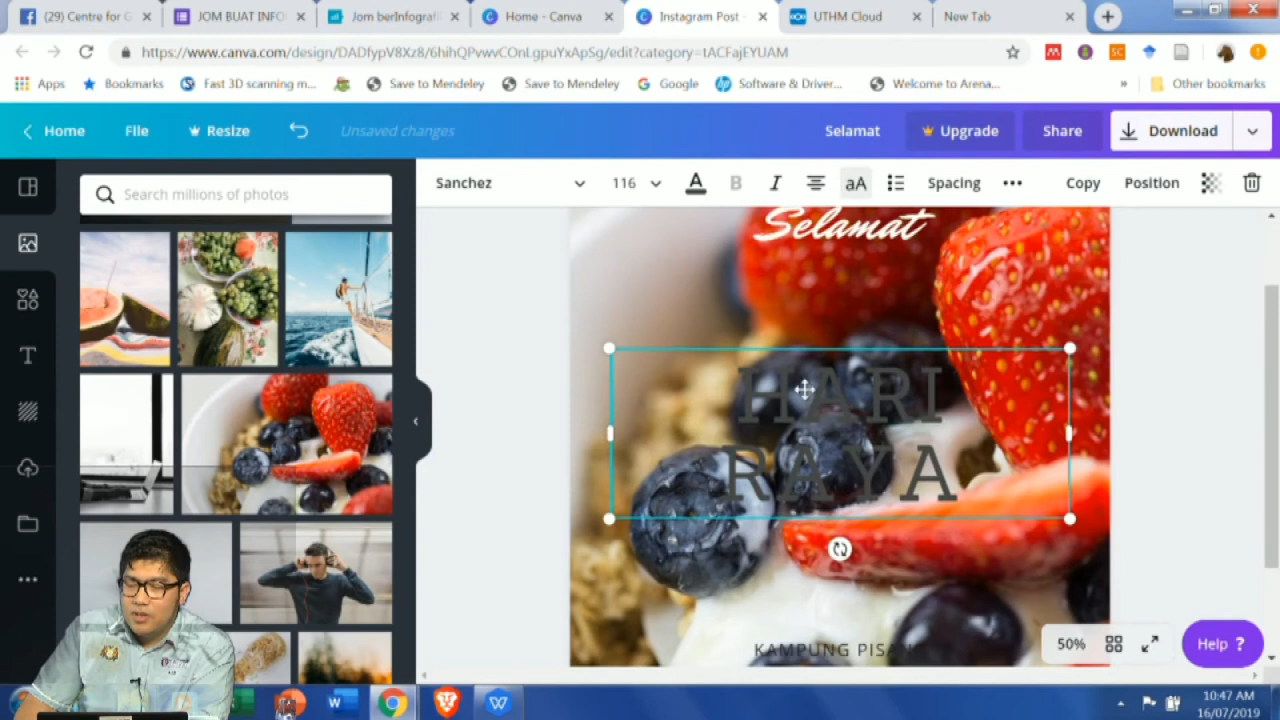 (29) Centre for G
JOM BUAT INFO
Jom berInfografi
Home - Canva
Instagram Post -
UTHM Cloud
New Tab
https://www.canva.com/design/DADfypV8Xz8/6hihQPvwvCOnLgpuYxApSg/edit?category=tACFajEYUAM
Apps
Bookmarks
Fast 3D scanning m...
Save to Mendeley
Save to Mendeley
Google
Software & Driver...
Welcome to Arena...
»
Other bookmarks
Home
File
Resize
Unsaved changes
Selamat
Upgrade
Share
Download
Search millions of photos
Sanchez
116
A
B
I
aA
Spacing
Copy
Position
Selamat
HARI
RAYA
KAMPUNG PISAN
50%
Help ?
10:47 AM
16/07/2019